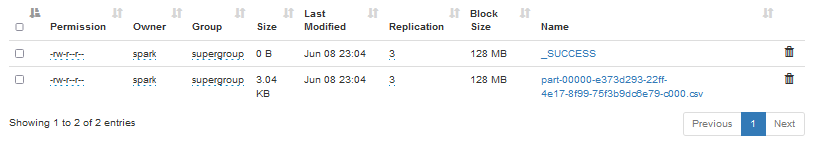 Permission Owner Group Size Last Modified Replication Block Size Name
-rw-r--r-- spark supergroup 0 B Jun 08 23:04 3 128 MB _SUCCESS
-rw-r--r-- spark supergroup 3.04 KB Jun 08 23:04 3 128 MB part-00000-e373d293-22ff-4e17-8f99-75f3b9dc6e79-c000.csv
Showing 1 to 2 of 2 entries
Previous 1 Next